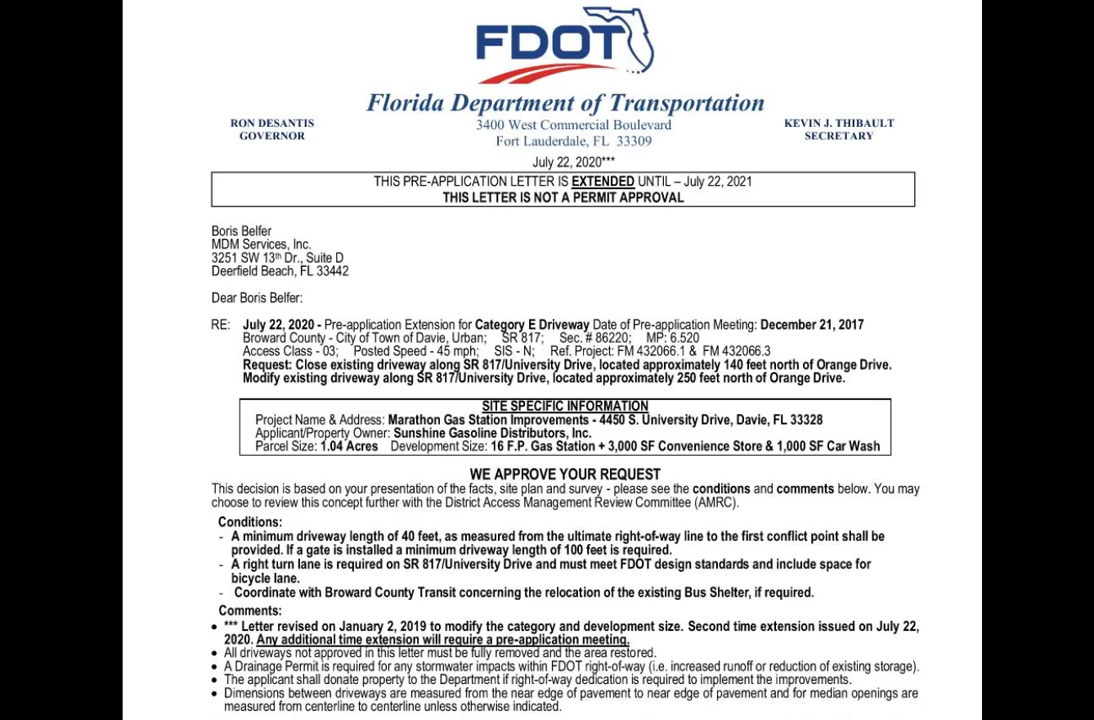 FDOT
Florida Department of Transportation
RON DESANTIS
GOVERNOR
3400 West Commercial Boulevard
Fort Lauderdale, FL 33309
KEVIN J. THIBAULT
SECRETARY
July 22, 2020***
THIS PRE-APPLICATION LETTER IS EXTENDED UNTIL – July 22, 2021
THIS LETTER IS NOT A PERMIT APPROVAL
Boris Belfer
MDM Services, Inc.
3251 SW 13th Dr., Suite D
Deerfield Beach, FL 33442
Dear Boris Belfer:
RE: July 22, 2020 - Pre-application Extension for Category E Driveway Date of Pre-application Meeting: December 21, 2017
Broward County - City of Town of Davie, Urban; SR 817; Sec. # 86220; MP: 6.520
Access Class - 03; Posted Speed - 45 mph; SIS - N; Ref. Project: FM 432066.1 & FM 432066.3
Request: Close existing driveway along SR 817/University Drive, located approximately 140 feet north of Orange Drive.
Modify existing driveway along SR 817/University Drive, located approximately 250 feet north of Orange Drive.
SITE SPECIFIC INFORMATION
Project Name & Address: Marathon Gas Station Improvements - 4450 S. University Drive, Davie, FL 33328
Applicant/Property Owner: Sunshine Gasoline Distributors, Inc.
Parcel Size: 1.04 Acres Development Size: 16 F.P. Gas Station + 3,000 SF Convenience Store & 1,000 SF Car Wash
WE APPROVE YOUR REQUEST
This decision is based on your presentation of the facts, site plan and survey - please see the conditions and comments below. You may
choose to review this concept further with the District Access Management Review Committee (AMRC).
Conditions:
- A minimum driveway length of 40 feet, as measured from the ultimate right-of-way line to the first conflict point shall be
provided. If a gate is installed a minimum driveway length of 100 feet is required.
- A right turn lane is required on SR 817/University Drive and must meet FDOT design standards and include space for
bicycle lane.
- Coordinate with Broward County Transit concerning the relocation of the existing Bus Shelter, if required.
Comments:
• *** Letter revised on January 2, 2019 to modify the category and development size. Second time extension issued on July 22,
2020. Any additional time extension will require a pre-application meeting.
• All driveways not approved in this letter must be fully removed and the area restored.
• A Drainage Permit is required for any stormwater impacts within FDOT right-of-way (i.e. increased runoff or reduction of existing storage).
• The applicant shall donate property to the Department if right-of-way dedication is required to implement the improvements.
• Dimensions between driveways are measured from the near edge of pavement to near edge of pavement and for median openings are
measured from centerline to centerline unless otherwise indicated.